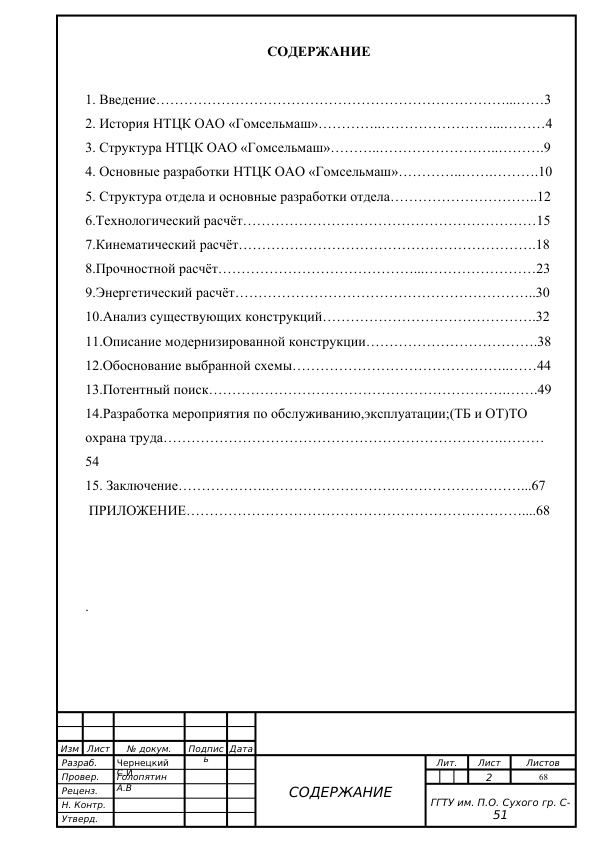 СОДЕРЖАНИЕ
1. Введение……………………………………………………………………...……3
2. История НТЦК ОАО «Гомсельмаш»…………..……………………...………4
3. Структура НТЦК ОАО «Гомсельмаш»………..……………………..……….9
4. Основные разработки НТЦК ОАО «Гомсельмаш»…………..…….……….10
5. Структура отдела и основные разработки отдела…………………………..12
6.Технологический расчёт……………………………………………………….15
7.Кинематический расчёт……………………………………………………….18
8.Прочностной расчёт……………………………………...……………………23
9.Энергетический расчёт………………………………………………………...30
10.Анализ существующих конструкций……………………………………….32
11.Описание модернизированной конструкции……………………………….38
12.Обоснование выбранной схемы………………………………………..……44
13.Потентный поиск……………………………………………………….…….49
14.Разработка мероприятия по обслуживанию,эксплуатации;(ТБ и ОТ)ТО
охрана труда……………………………………………………………….………
54
15. Заключение……………….……………………….………………………...67
ПРИЛОЖЕНИЕ………………………………………………………………....68
.
Изм Лист № докум. Подпис
ь Дата
Разраб. Чернецкий
С.И
Провер. Голопятин
А.В
Реценз.
Н. Контр.
Утверд.
СОДЕРЖАНИЕ
Лит. Лист Листов
2 68
ГГТУ им. П.О. Сухого гр. С-
51